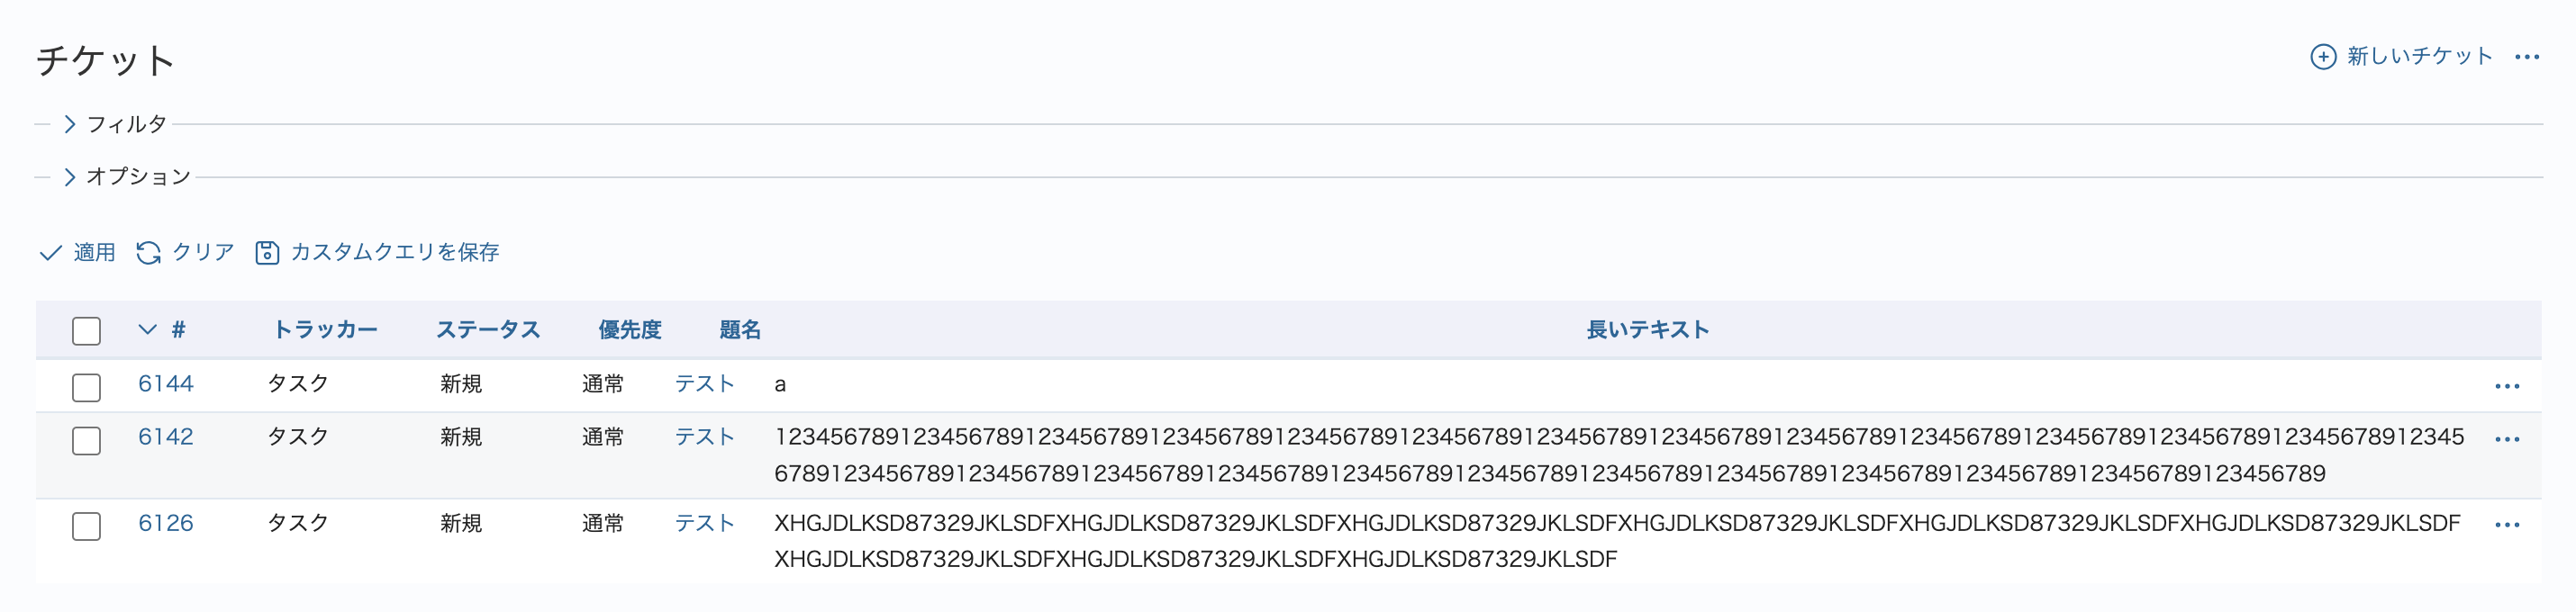 チケット
新しいチケット
フィルタ
オプション
適用 クリア カスタムクエリを保存
# トラッカー ステータス 優先度 題名 長いテキスト
6144 タスク 新規 通常 テスト a
6142 タスク 新規 通常 テスト 12345678912345678912345678912345678912345678912345678912345678912345678912345678912345678912345678912345678912345678912345
6789123456789123456789123456789123456789123456789123456789123456789123456789123456789123456789123456789123456789
6126 タスク 新規 通常 テスト XHGJDLKSD87329JKLSDFXHGJDLKSD87329JKLSDFXHGJDLKSD87329JKLSDFXHGJDLKSD87329JKLSDFXHGJDLKSD87329JKLSDFXHGJDLKSD87329JKLSDF
XHGJDLKSD87329JKLSDFXHGJDLKSD87329JKLSDFXHGJDLKSD87329JKLSDF